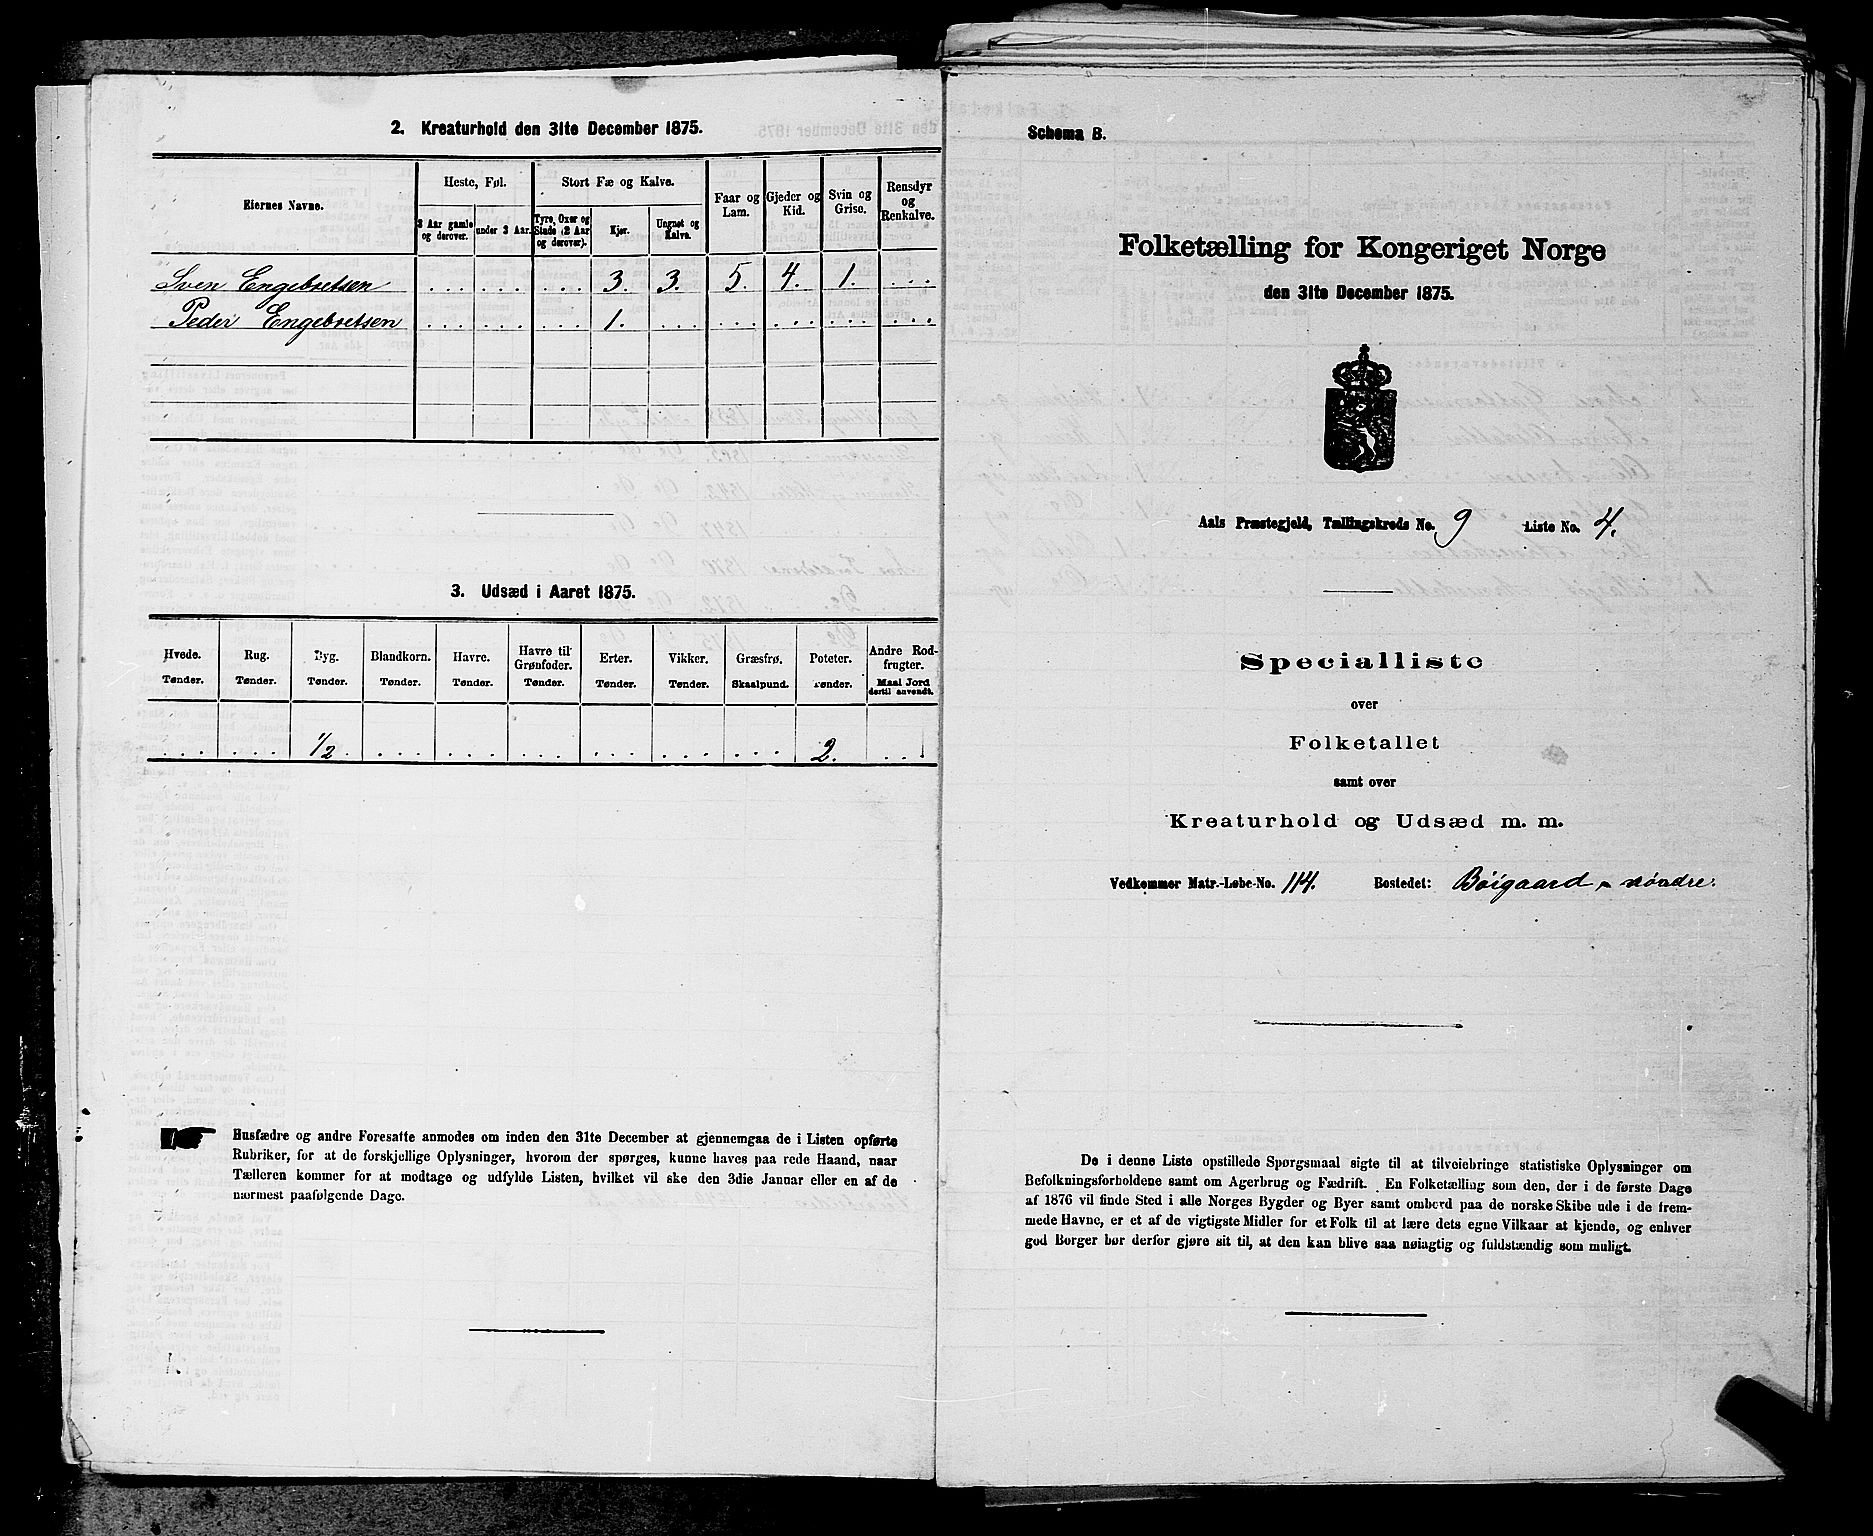 2. Kreaturhold den 31te December 1875.
Eiernes Navne.
Heste, Føl.
3 Aar gamle og derover.
under 3 Aar.
Stort Fæ og Kalve.
Tyre, Oxer og Stude (2 Aar og derover).
Kjør.
Ungnøt og Kalve.
Faar og Lam.
Gjeder og Kid.
Svin og Grise.
Rensdyr og Renkalve.
Sven Engebretsen 3. 3. 5. 4. 1.
Peder Engebretsen 1.
3. Udsæd i Aaret 1875.
Hvede. Rug. Byg. Blandkorn. Havre. Havre til Grønfoder. Erter. Vikker. Græsfrø. Poteter. Andre Rodfrugter.
Tønder. Tønder. Tønder. Tønder. Tønder. Tønder. Tønder. Tønder. Skaalpund. Tønder. Maal Jord dertil anvendt.
1/2 2.
Husfædre og andre Foresatte anmodes om inden den 31te December at gjennemgaa de i Listen opførte
Rubriker, for at de forskjellige Oplysninger, hvorom der spørges, kunne haves paa rede Haand, naar
Tælleren kommer for at modtage og udfylde Listen, hvilket vil ske den 3die Januar eller en af de
nærmest paafølgende Dage.
Schema B.
Folketælling for Kongeriget Norge
den 31te December 1875.
Aals Præstegjeld, Tællingskreds No. 9 Liste No. 4.
Specialliste
over
Folketallet
samt over
Kreaturhold og Udsæd m. m.
Vedkommer Matr.-Løbe-No. 114. Bostedet: Böigaard, nöndre.
De i denne Liste opstillede Spørgsmaal sigte til at tilveiebringe statistiske Oplysninger om
Befolkningsforholdene samt om Agerbrug og Fædrift. En Folketælling som den, der i de første Dage
af 1876 vil finde Sted i alle Norges Bygder og Byer samt ombord paa de norske Skibe ude i de frem-
mede Havne, er et af de vigtigste Midler for et Folk til at lære dets egne Vilkaar at kjende, og enhver
god Borger bør derfor gjøre sit til, at den kan blive saa nøiagtig og fuldstændig som muligt.